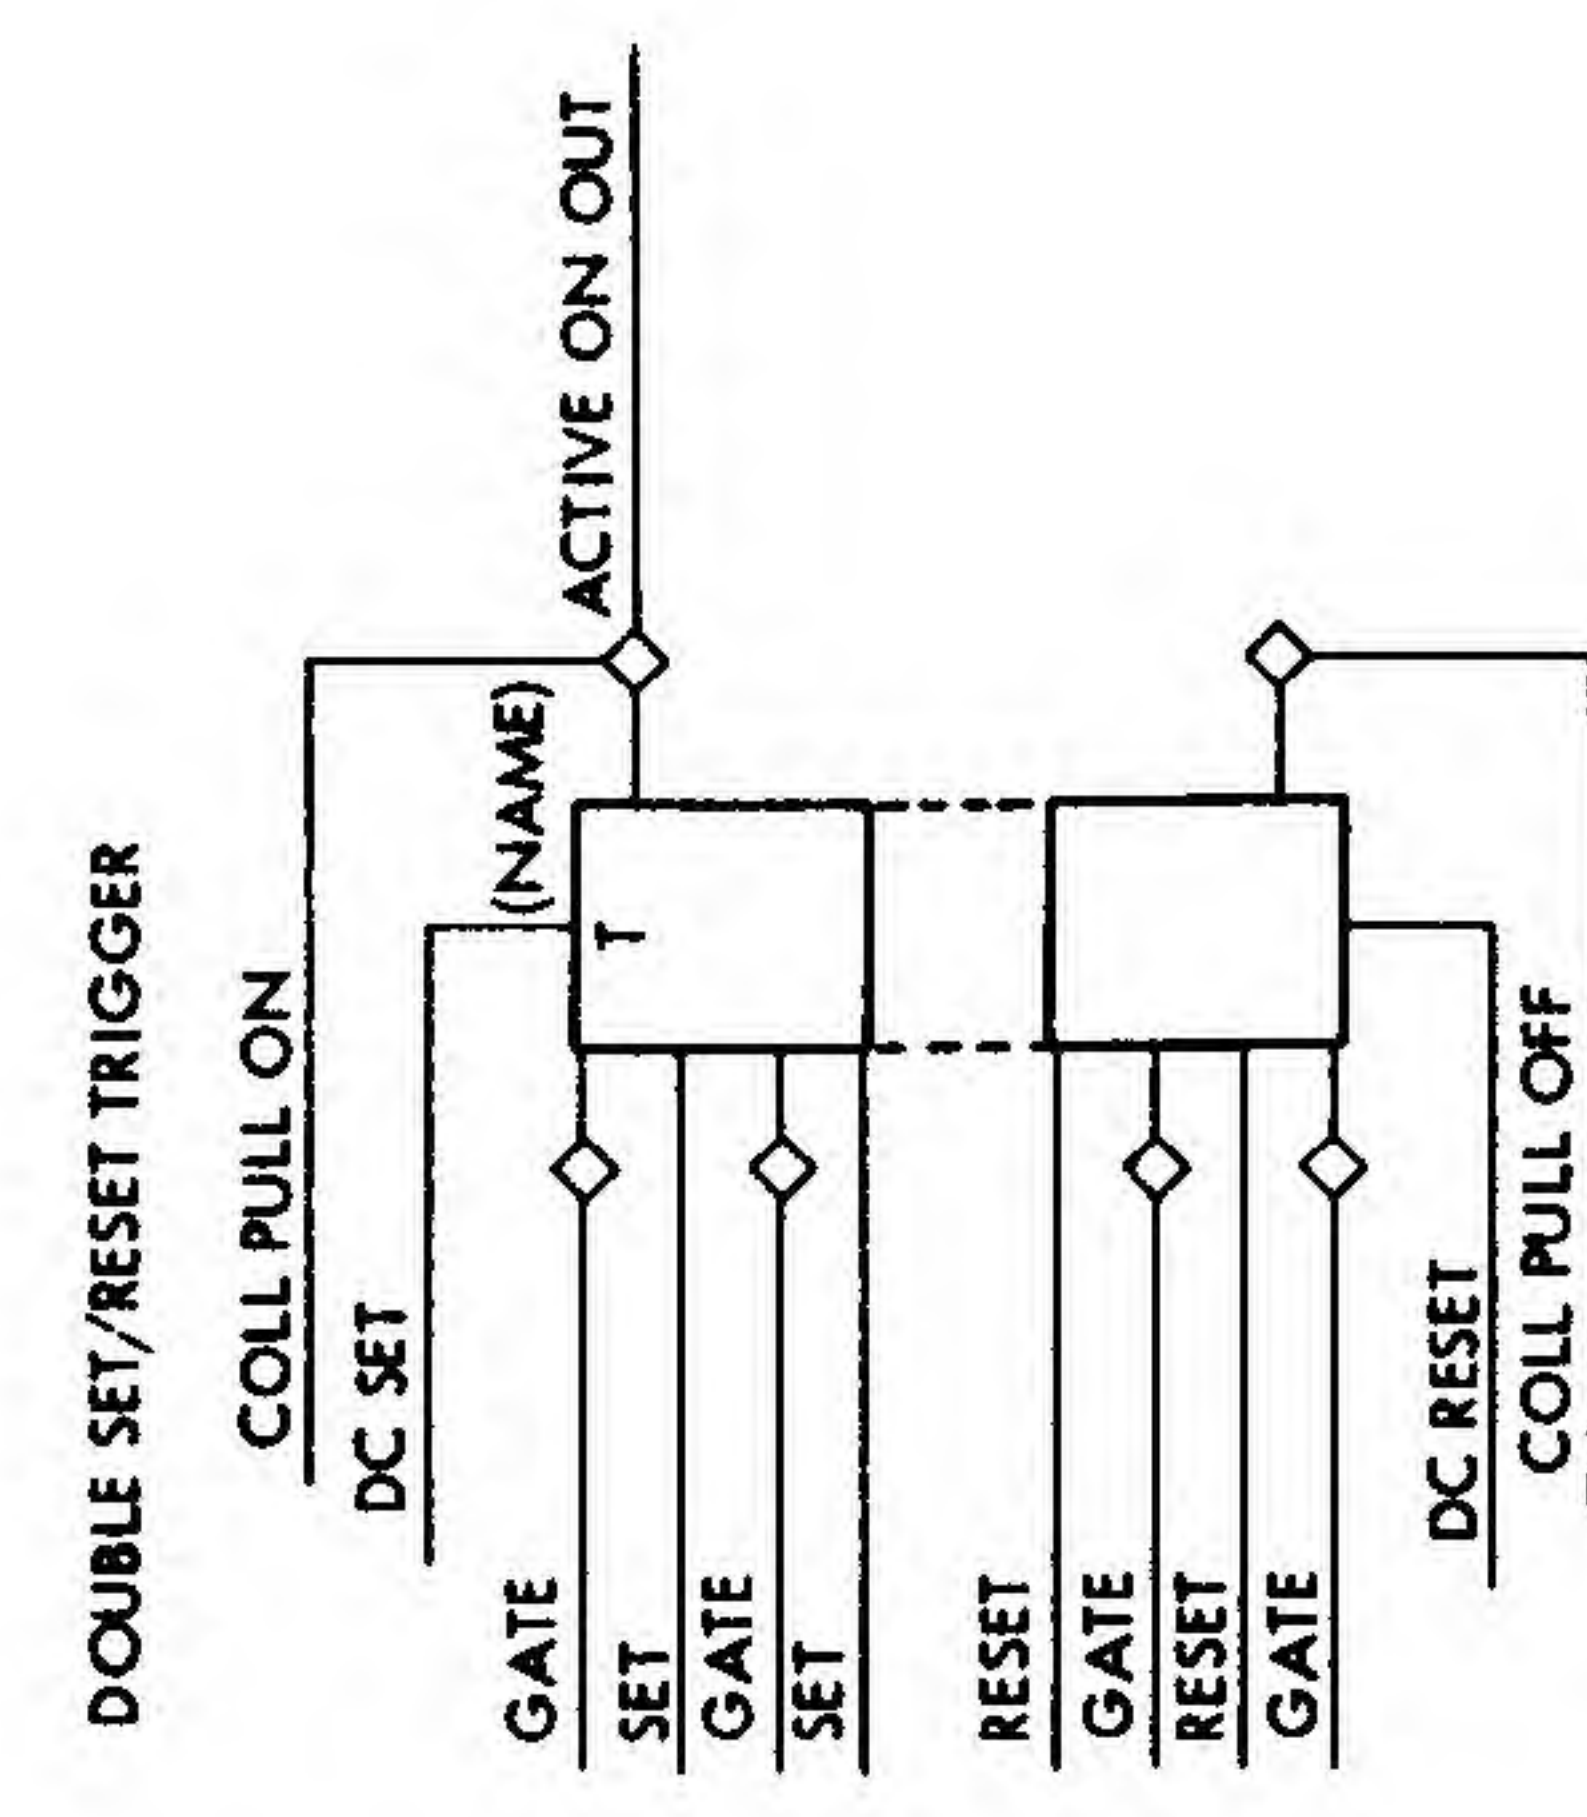 DOUBLE SET/RESET TRIGGER
COLL PULL ON
DC SET
(NAME)
ACTIVE ON OUT
T
GATE
SET
GATE
SET
RESET
GATE
RESET
GATE
DC RESET
COLL PULL OFF